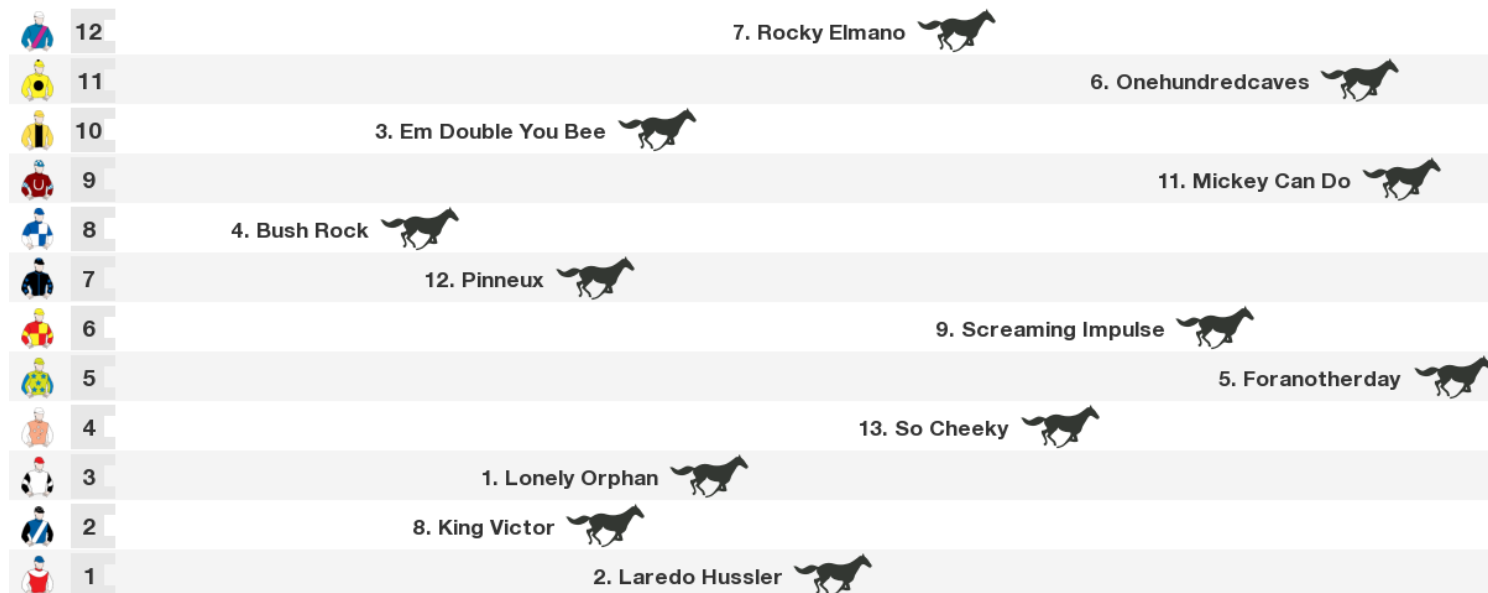 12 7. Rocky Elmano
11 6. Onehundredcaves
10 3. Em Double You Bee
9 11. Mickey Can Do
8 4. Bush Rock
7 12. Pinneux
6 9. Screaming Impulse
5 5. Foranotherday
4 13. So Cheeky
3 1. Lonely Orphan
2 8. King Victor
1 2. Laredo Hussler